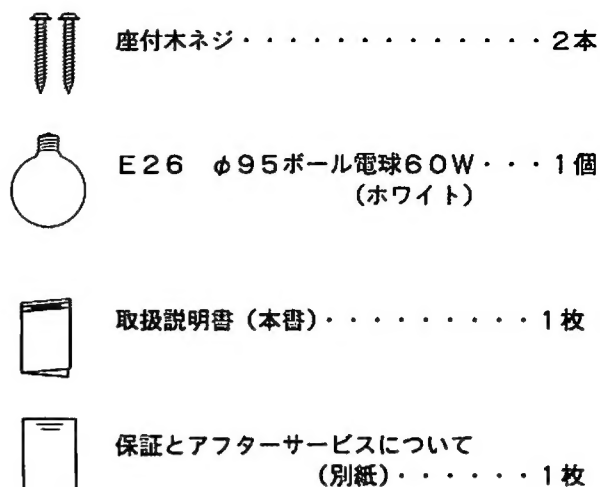 座付木ネジ・・・・・・・・・・・・・2本
E26　φ95ボール電球60W・・・1個
(ホワイト)
取扱説明書（本書）・・・・・・・・・1枚
保証とアフターサービスについて
(別紙)・・・・・・1枚